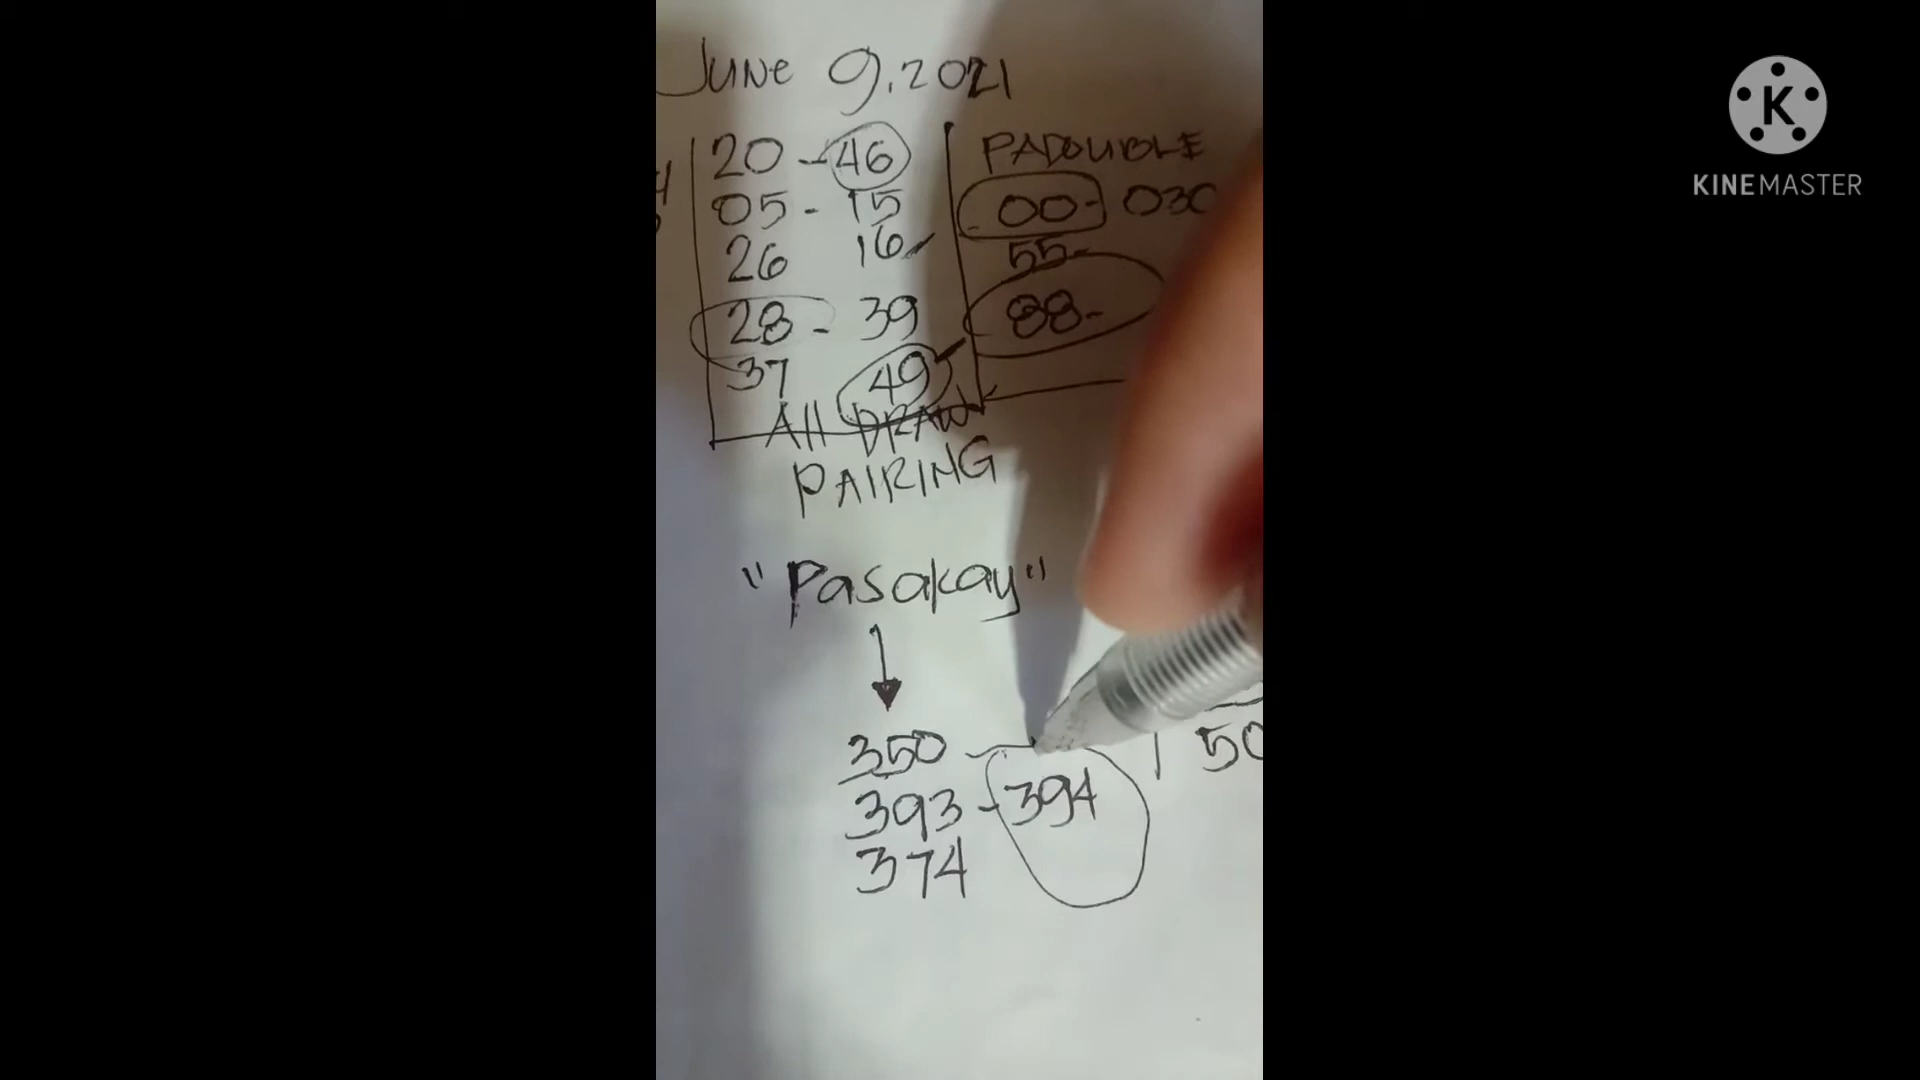 June 9, 2021
20 - 46
05 - 15
26 16
28 - 39
37 49
All DRAW
PAIRING
PADOUBLE
00-
55-
88-
"Pasakay"
350 -
393 - 394
374
50
K
KINEMASTER